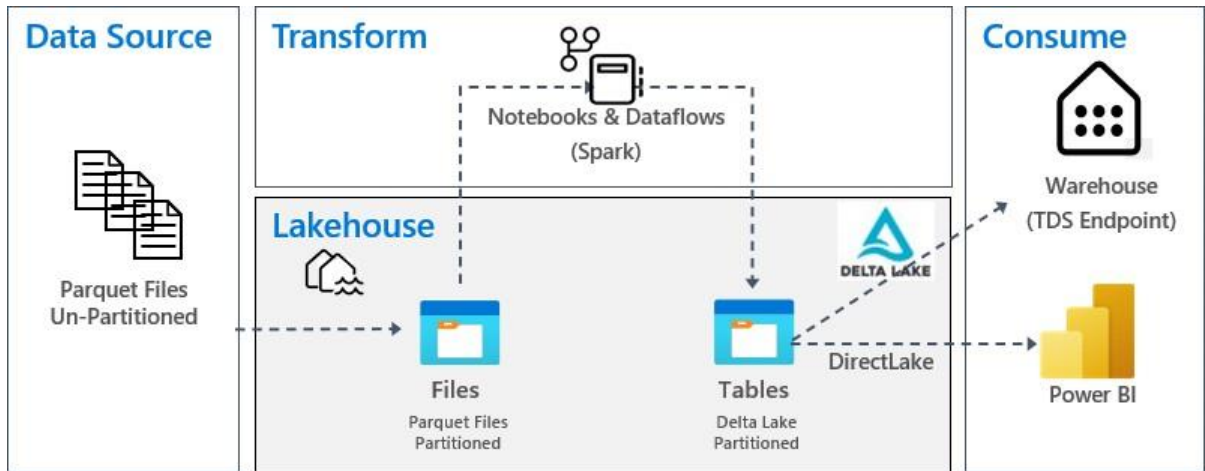 Data Source
Parquet Files
Un-Partitioned
Transform
Notebooks & Dataflows
(Spark)
Lakehouse
DELTA LAKE
Files
Parquet Files
Partitioned
Tables
Delta Lake
Partitioned
DirectLake
Consume
Warehouse
(TDS Endpoint)
Power BI